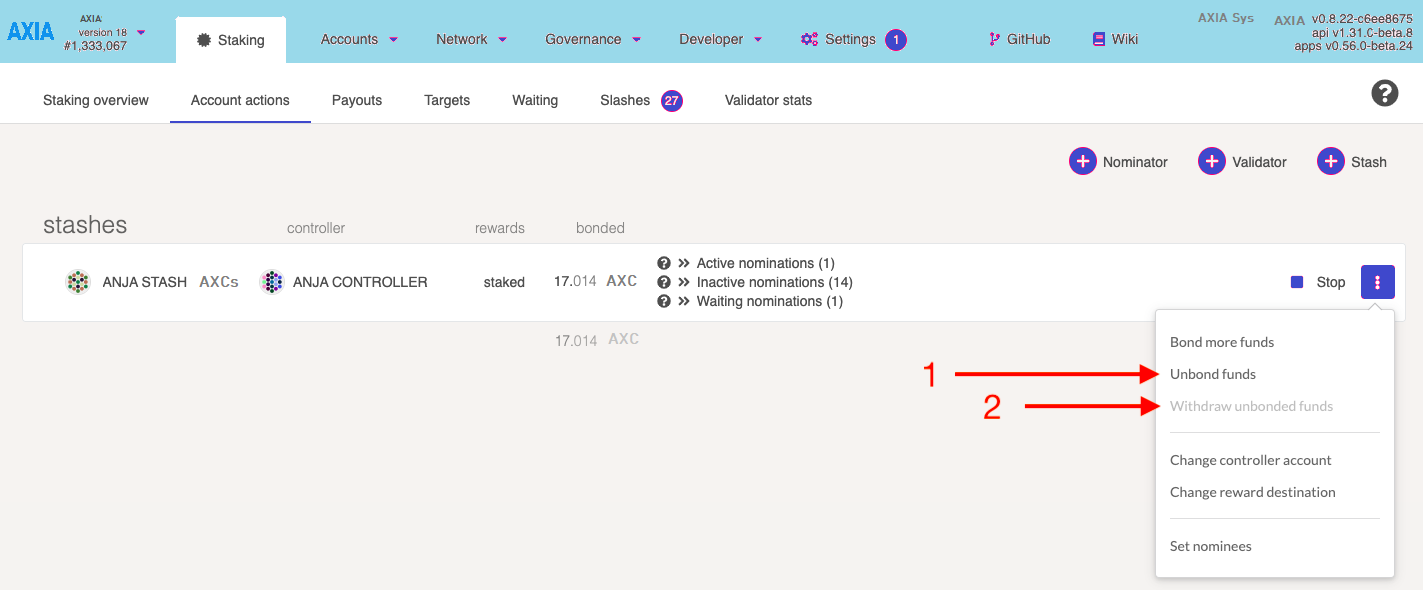 AXIA
AXIA
version 18
#1,333,067
Staking
Accounts
Network
Governance
Developer
Settings 1
GitHub
Wiki
AXIA Sys
AXIA v0.8.22-c6ee8675
api v1.31.0-beta.8
apps v0.56.0-beta.24
Staking overview
Account actions
Payouts
Targets
Waiting
Slashes 27
Validator stats
?
Nominator
Validator
Stash
stashes
controller
rewards
bonded
ANJA STASH AXCs
ANJA CONTROLLER
staked
17.014 AXC
? Active nominations (1)
? Inactive nominations (14)
? Waiting nominations (1)
Stop
17.014 AXC
Bond more funds
1
Unbond funds
2
Withdraw unbonded funds
Change controller account
Change reward destination
Set nominees